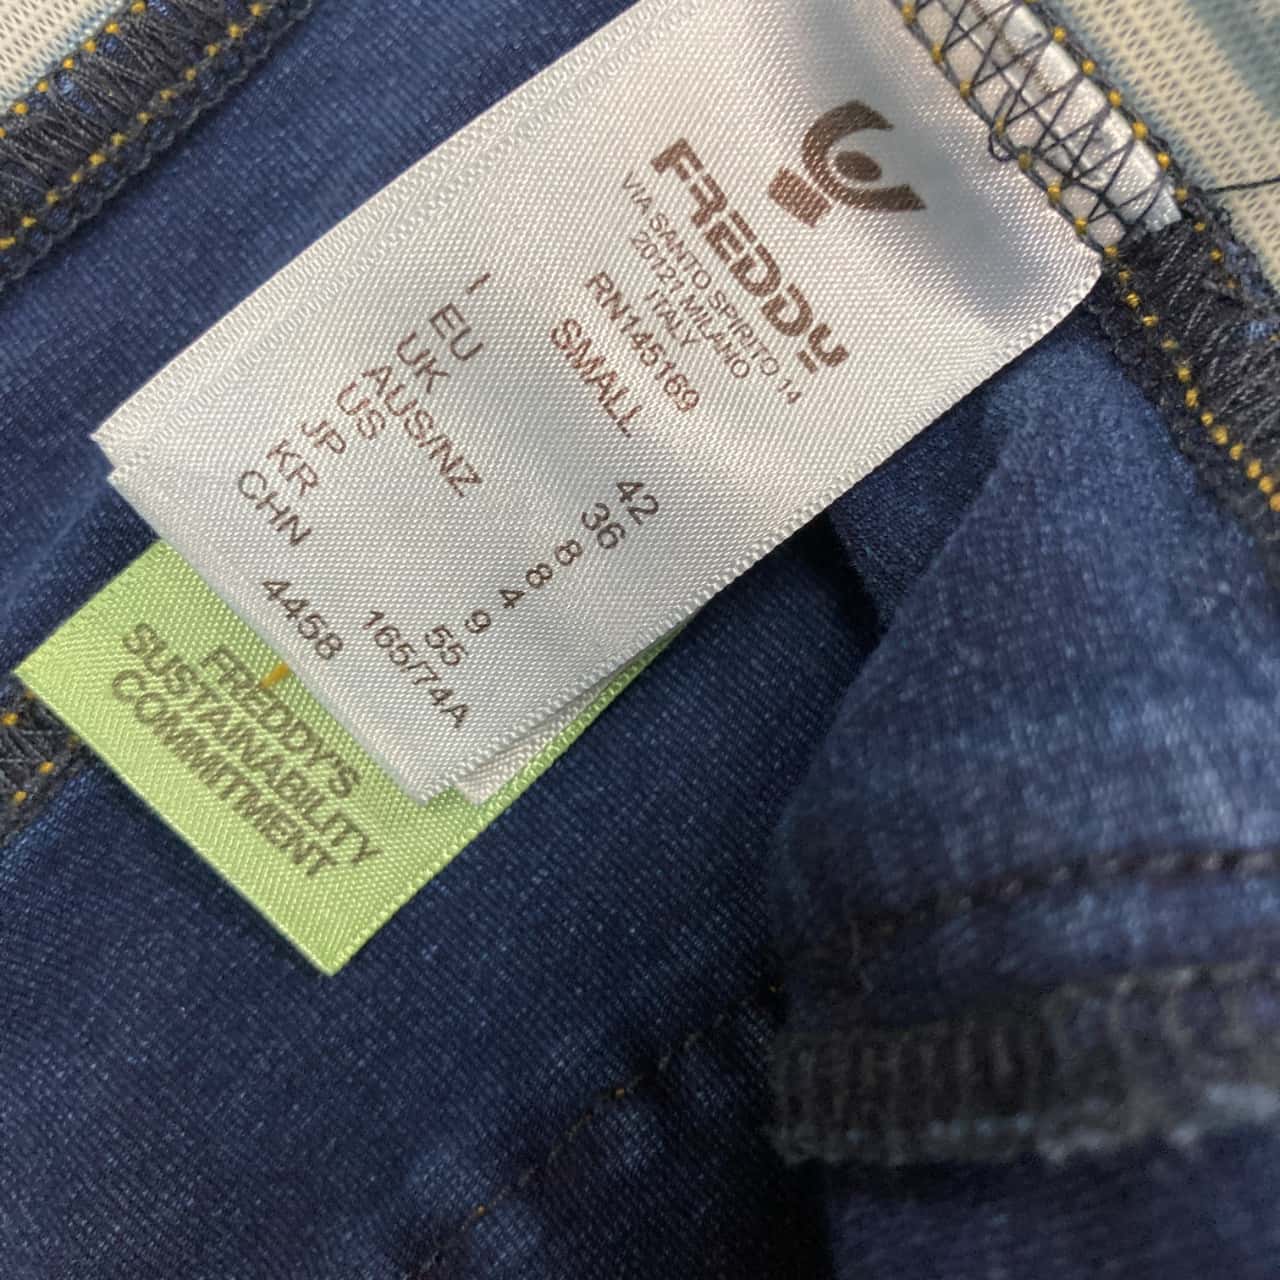 FREDDY
VIA SANTO SPIRITO 14
20121 MILANO
ITALY
RN145169
SMALL
I 42
EU 36
UK 8
AUS/NZ 8
US 4
JP 9
KR 55
CHN 165/74A
4458
FREDDY'S
SUSTAINABILITY
COMMITMENT